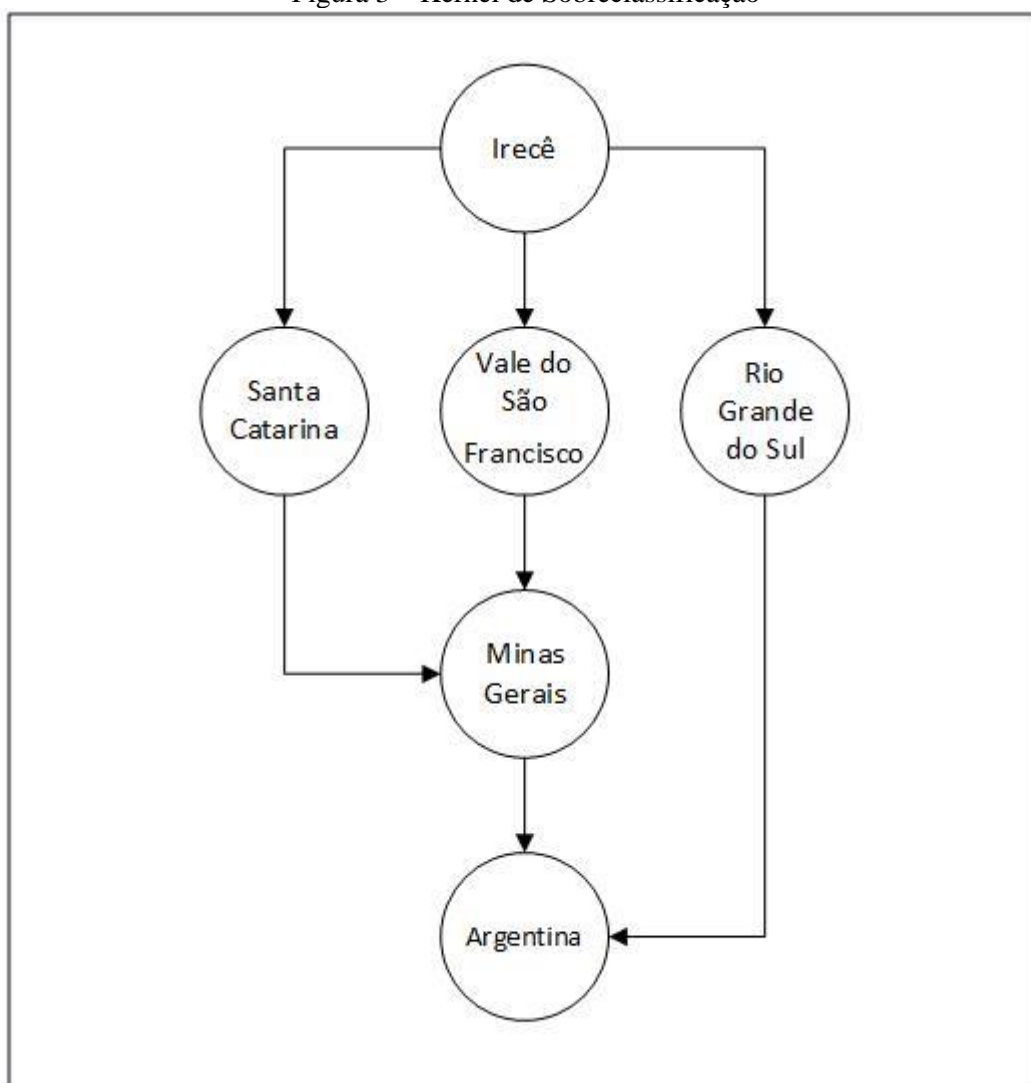 Irecê
Santa
Catarina
Vale do
São
Francisco
Rio
Grande
do Sul
Minas
Gerais
Argentina